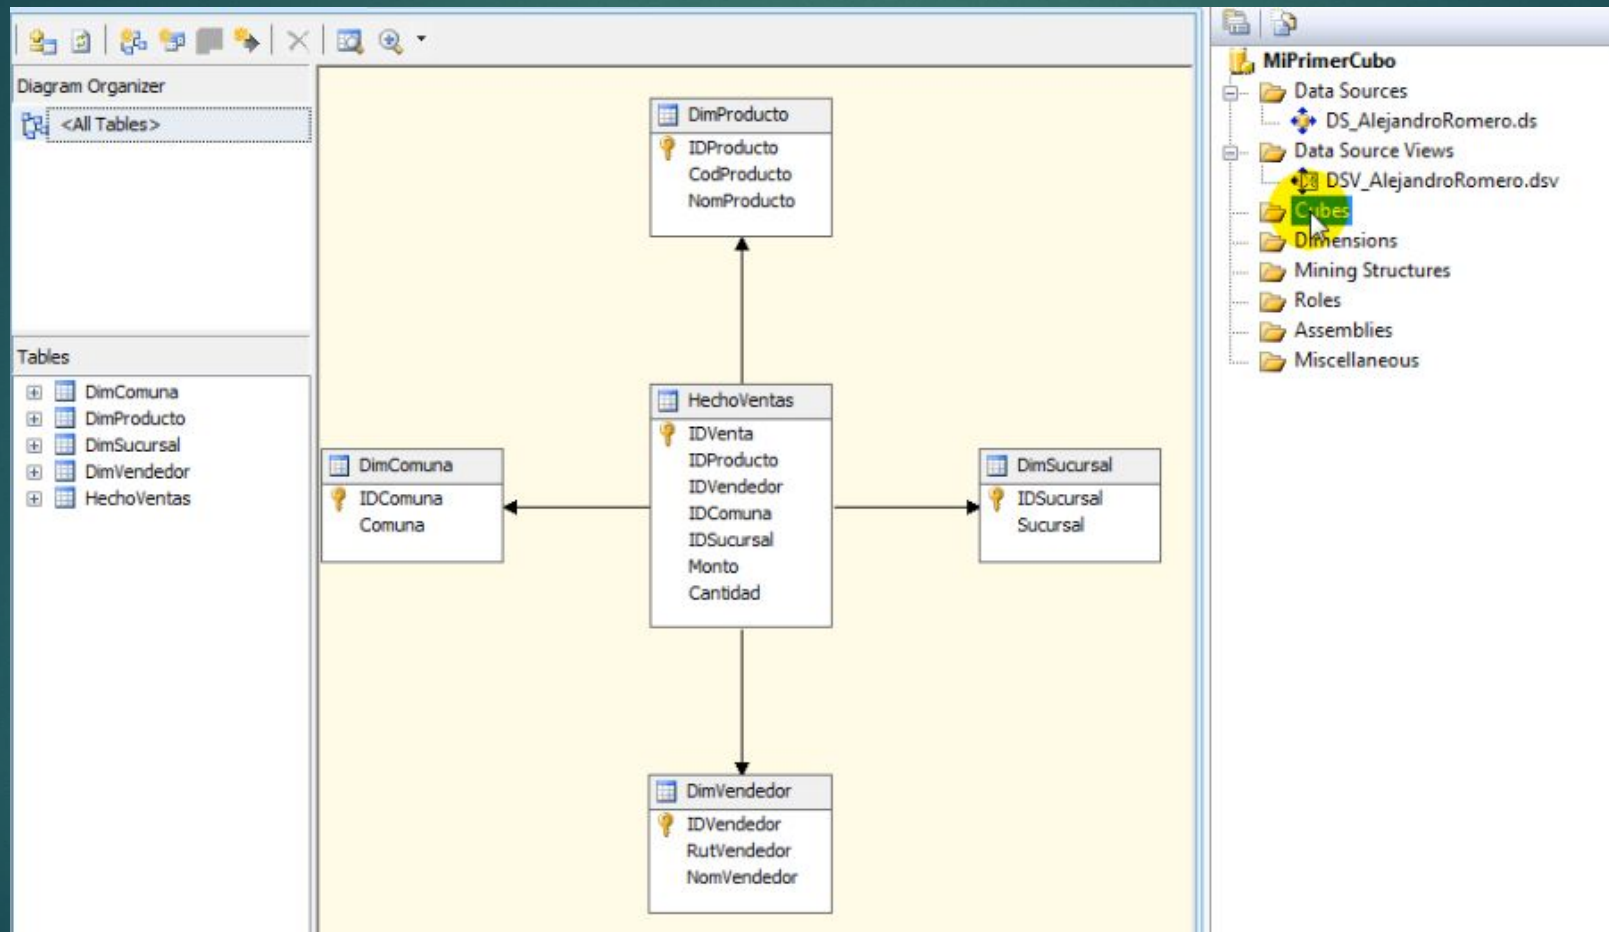 Diagram Organizer
<All Tables>
Tables
DimComuna
DimProducto
DimSucursal
DimVendedor
HechoVentas
DimProducto
IDProducto
CodProducto
NomProducto
HechoVentas
IDVenta
IDProducto
IDVendedor
IDComuna
IDSucursal
Monto
Cantidad
DimComuna
IDComuna
Comuna
DimSucursal
IDSucursal
Sucursal
DimVendedor
IDVendedor
RutVendedor
NomVendedor
MiPrimerCubo
Data Sources
DS_AlejandroRomero.ds
Data Source Views
DSV_AlejandroRomero.dsv
Cubes
Dimensions
Mining Structures
Roles
Assemblies
Miscellaneous